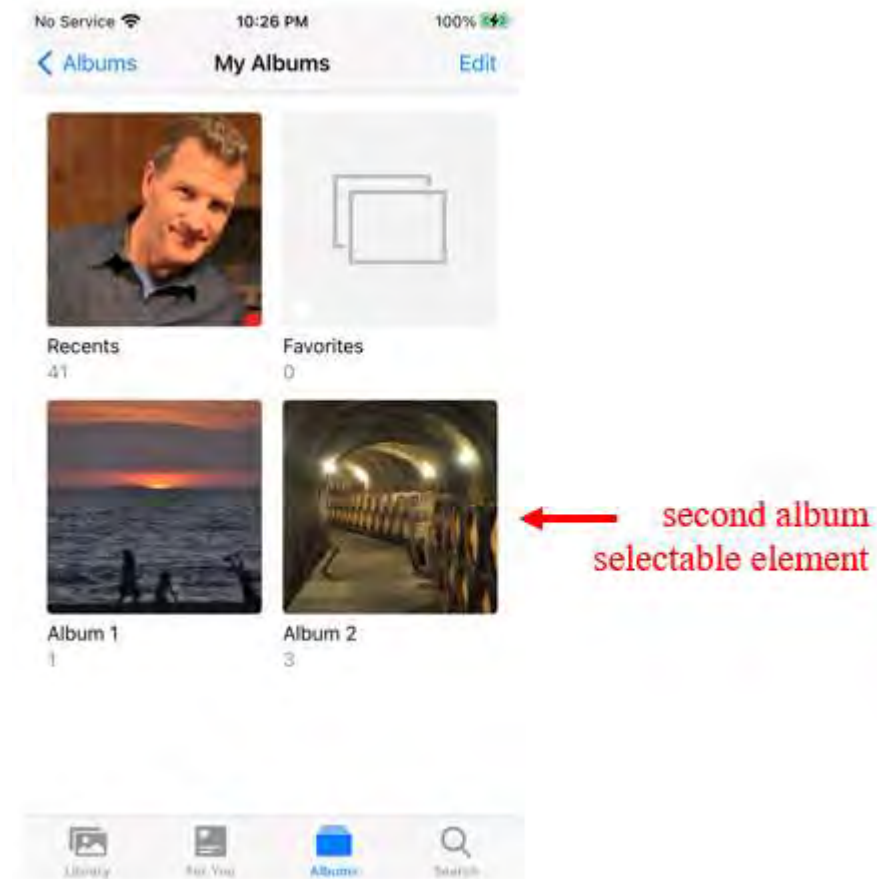 No Service 10:26 PM 100%
Albums My Albums Edit
Recents Favorites
41 0
second album
selectable element
Album 1 Album 2
1 3
Library For You Albums Search